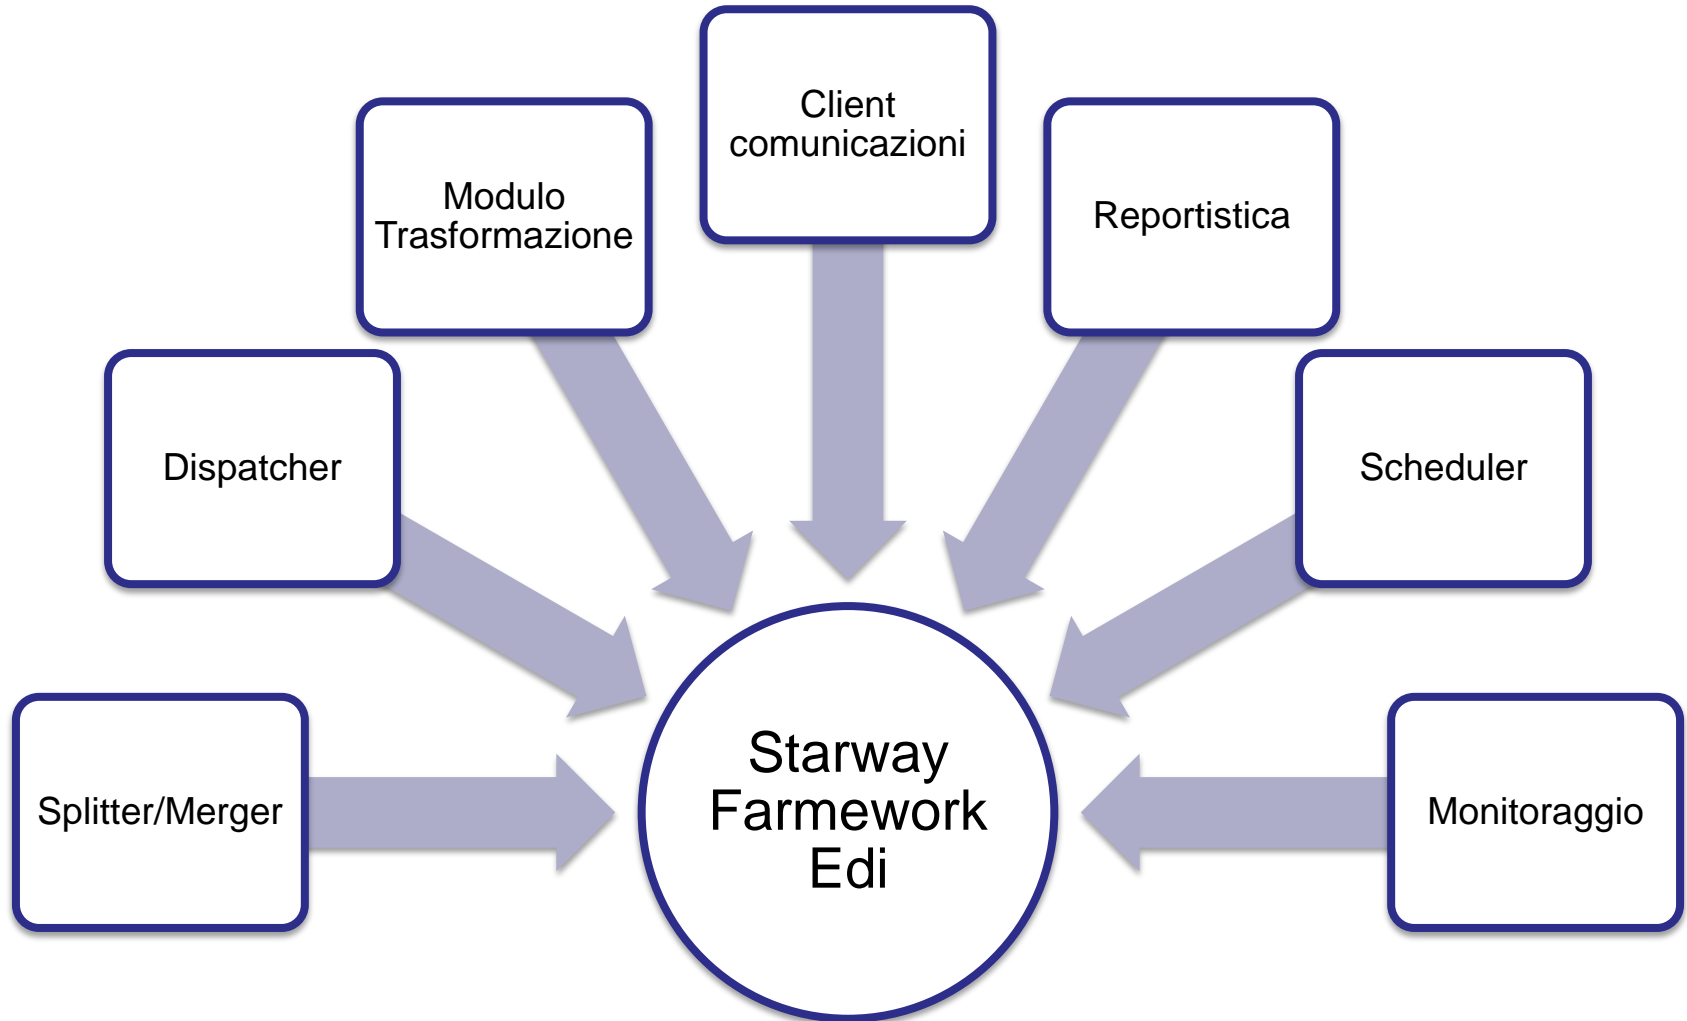 Client
comunicazioni
Modulo
Trasformazione
Reportistica
Dispatcher
Scheduler
Splitter/Merger
Starway
Farmework
Edi
Monitoraggio